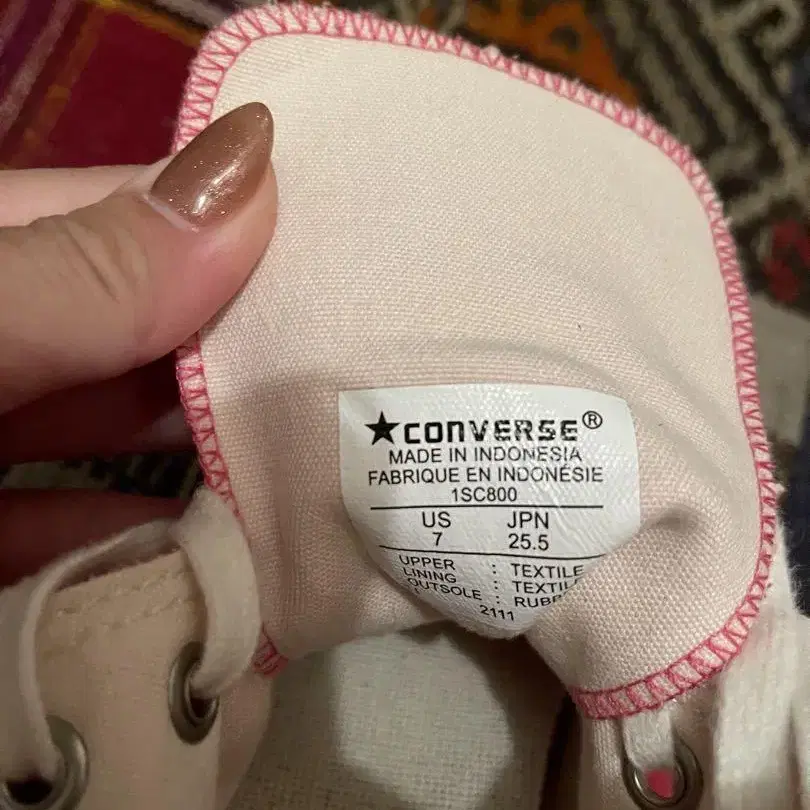 ★CONVERSE®
MADE IN INDONESIA
FABRIQUE EN INDONÉSIE
1SC800
US JPN
7 25.5
UPPER : TEXTILE
LINING : TEXTILE
OUTSOLE :
2111